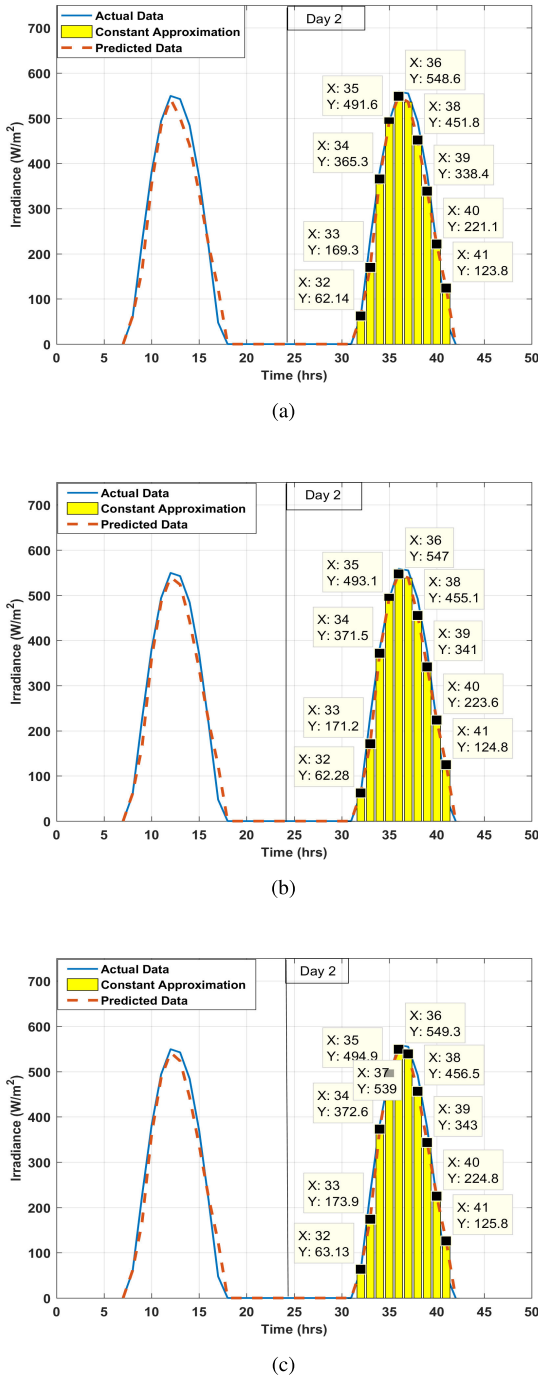 Actual Data
Constant Approximation
Predicted Data
Day 2
Irradiance (W/m²)
700
600
500
400
300
200
100
0
X: 36
Y: 548.6
X: 35
Y: 491.6
X: 38
Y: 451.8
X: 34
Y: 365.3
X: 39
Y: 338.4
X: 33
Y: 169.3
X: 40
Y: 221.1
X: 32
Y: 62.14
X: 41
Y: 123.8
0 5 10 15 20 25 30 35 40 45 50
Time (hrs)
(a)
Actual Data
Constant Approximation
Predicted Data
Day 2
Irradiance (W/m²)
700
600
500
400
300
200
100
0
X: 36
Y: 547
X: 35
Y: 493.1
X: 38
Y: 455.1
X: 34
Y: 371.5
X: 39
Y: 341
X: 33
Y: 171.2
X: 40
Y: 223.6
X: 32
Y: 62.28
X: 41
Y: 124.8
0 5 10 15 20 25 30 35 40 45 50
Time (hrs)
(b)
Actual Data
Constant Approximation
Predicted Data
Day 2
Irradiance (W/m²)
700
600
500
400
300
200
100
0
X: 36
Y: 549.3
X: 35
Y: 494.9
X: 37
Y: 539
X: 38
Y: 456.5
X: 34
Y: 372.6
X: 39
Y: 343
X: 33
Y: 173.9
X: 40
Y: 224.8
X: 32
Y: 63.13
X: 41
Y: 125.8
0 5 10 15 20 25 30 35 40 45 50
Time (hrs)
(c)